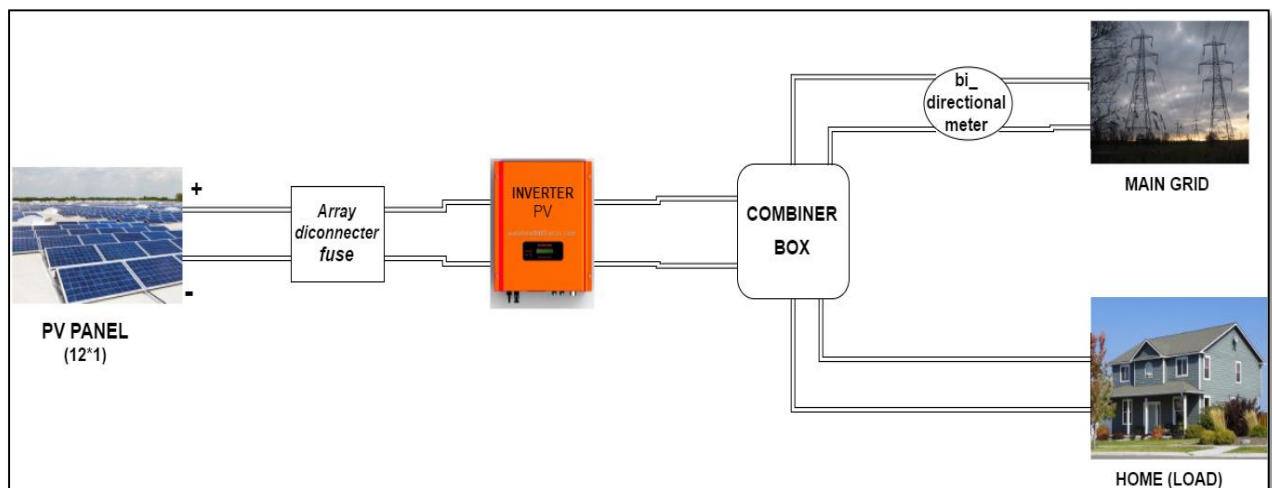 +
-
PV PANEL
(12*1)
Array
diconnecter
fuse
INVERTER
PV
COMBINER
BOX
bi_
directional
meter
MAIN GRID
HOME (LOAD)